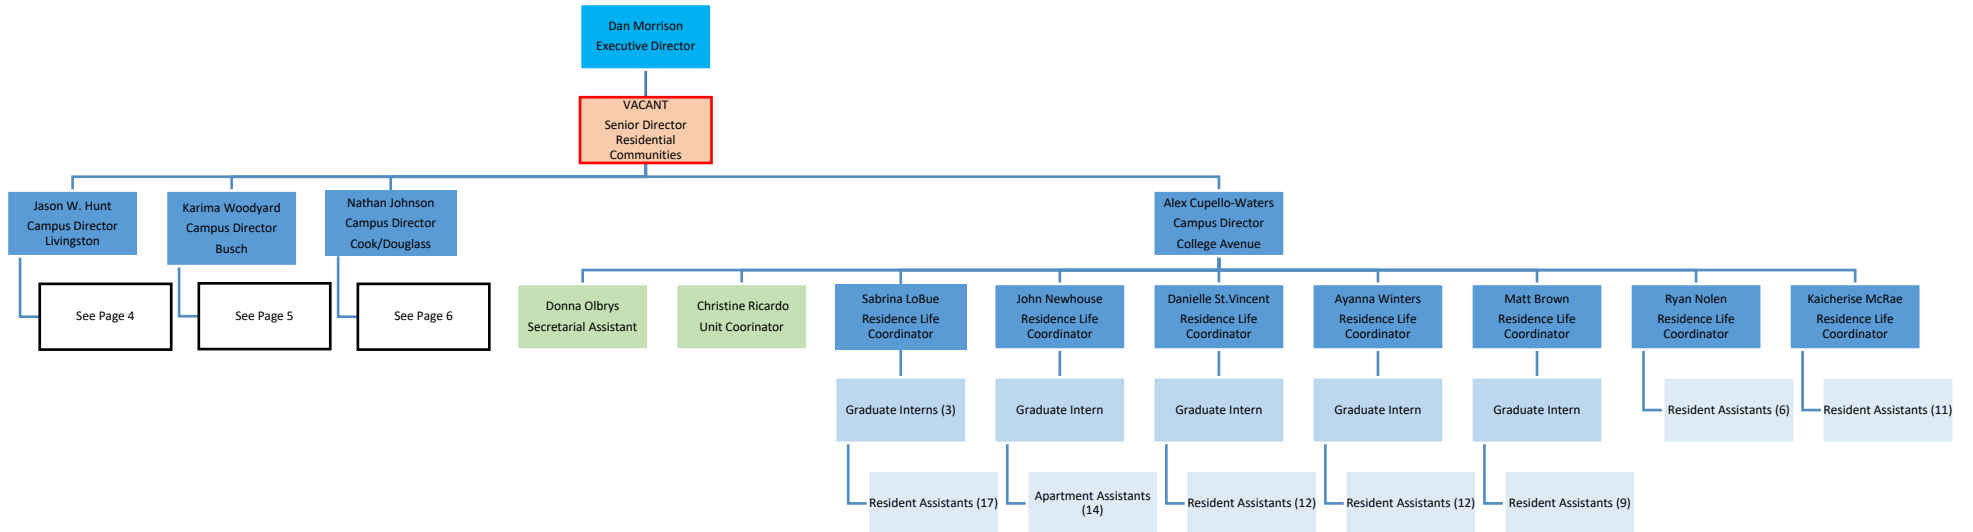 Dan Morrison
Executive Director
VACANT
Senior Director
Residential
Communities
Jason W. Hunt
Campus Director
Livingston
Karima Woodyard
Campus Director
Busch
Nathan Johnson
Campus Director
Cook/Douglass
Alex Cupello-Waters
Campus Director
College Avenue
See Page 4
See Page 5
See Page 6
Donna Olbrys
Secretarial Assistant
Christine Ricardo
Unit Coorinator
Sabrina LoBue
Residence Life
Coordinator
John Newhouse
Residence Life
Coordinator
Danielle St.Vincent
Residence Life
Coordinator
Ayanna Winters
Residence Life
Coordinator
Matt Brown
Residence Life
Coordinator
Ryan Nolen
Residence Life
Coordinator
Kaicherise McRae
Residence Life
Coordinator
Graduate Interns (3)
Graduate Intern
Graduate Intern
Graduate Intern
Graduate Intern
Resident Assistants (6)
Resident Assistants (11)
Resident Assistants (17)
Apartment Assistants
(14)
Resident Assistants (12)
Resident Assistants (12)
Resident Assistants (9)